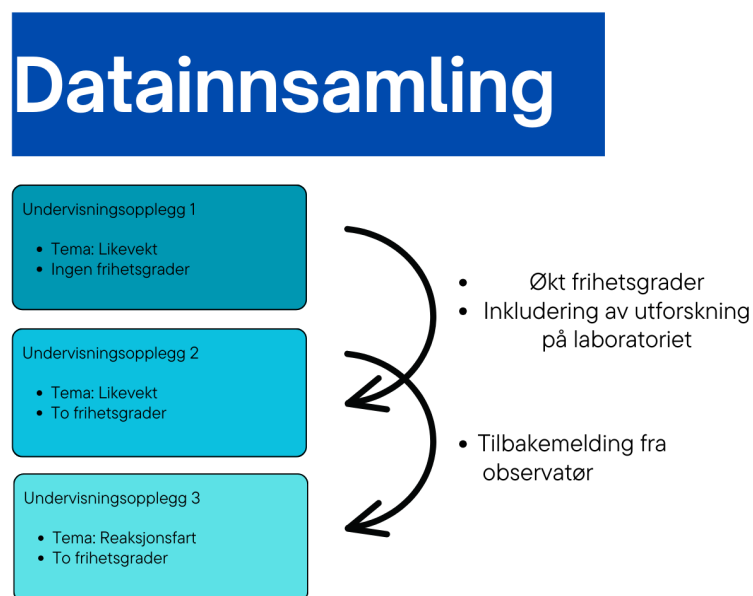 Datainnsamling
Undervisningsopplegg 1
• Tema: Likevekt
• Ingen frihetsgrader
Undervisningsopplegg 2
• Tema: Likevekt
• To frihetsgrader
Undervisningsopplegg 3
• Tema: Reaksjonsfart
• To frihetsgrader
• Økt frihetsgrader
• Inkludering av utforskning
på laboratoriet
• Tilbakemelding fra
observatør